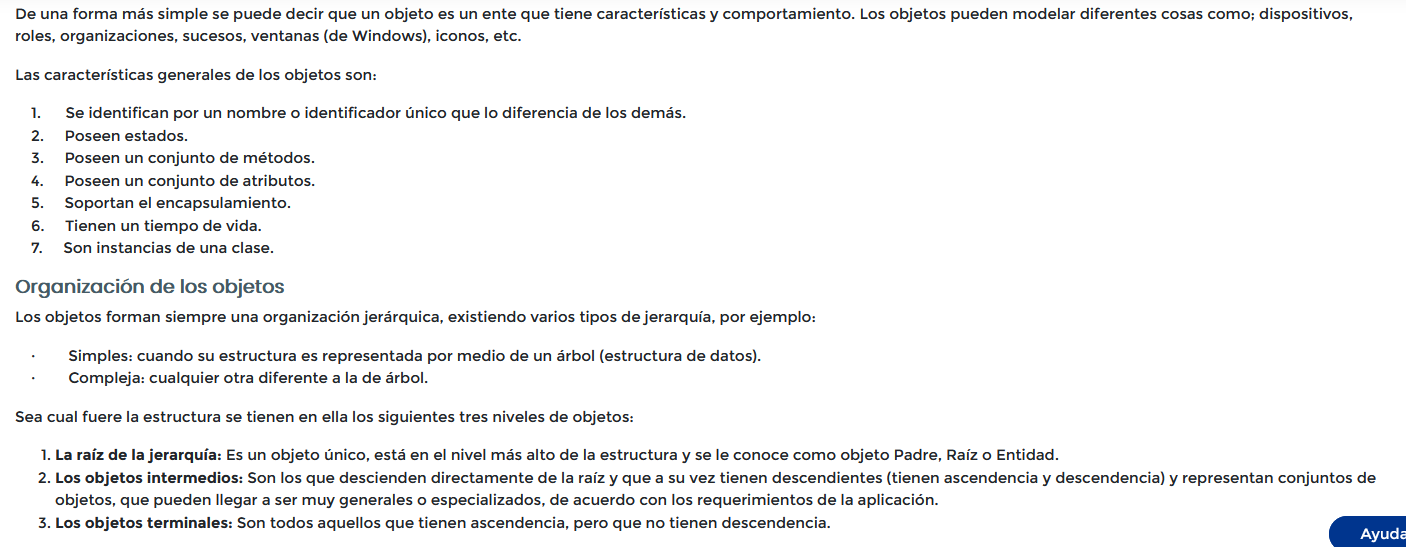 De una forma más simple se puede decir que un objeto es un ente que tiene características y comportamiento. Los objetos pueden modelar diferentes cosas como; dispositivos,
roles, organizaciones, sucesos, ventanas (de Windows), iconos, etc.
Las características generales de los objetos son:
1. Se identifican por un nombre o identificador único que lo diferencia de los demás.
2. Poseen estados.
3. Poseen un conjunto de métodos.
4. Poseen un conjunto de atributos.
5. Soportan el encapsulamiento.
6. Tienen un tiempo de vida.
7. Son instancias de una clase.
Organización de los objetos
Los objetos forman siempre una organización jerárquica, existiendo varios tipos de jerarquía, por ejemplo:
· Simples: cuando su estructura es representada por medio de un árbol (estructura de datos).
· Compleja: cualquier otra diferente a la de árbol.
Sea cual fuere la estructura se tienen en ella los siguientes tres niveles de objetos:
1. La raíz de la jerarquía: Es un objeto único, está en el nivel más alto de la estructura y se le conoce como objeto Padre, Raíz o Entidad.
2. Los objetos intermedios: Son los que descienden directamente de la raíz y que a su vez tienen descendientes (tienen ascendencia y descendencia) y representan conjuntos de
objetos, que pueden llegar a ser muy generales o especializados, de acuerdo con los requerimientos de la aplicación.
3. Los objetos terminales: Son todos aquellos que tienen ascendencia, pero que no tienen descendencia.
Ayuda